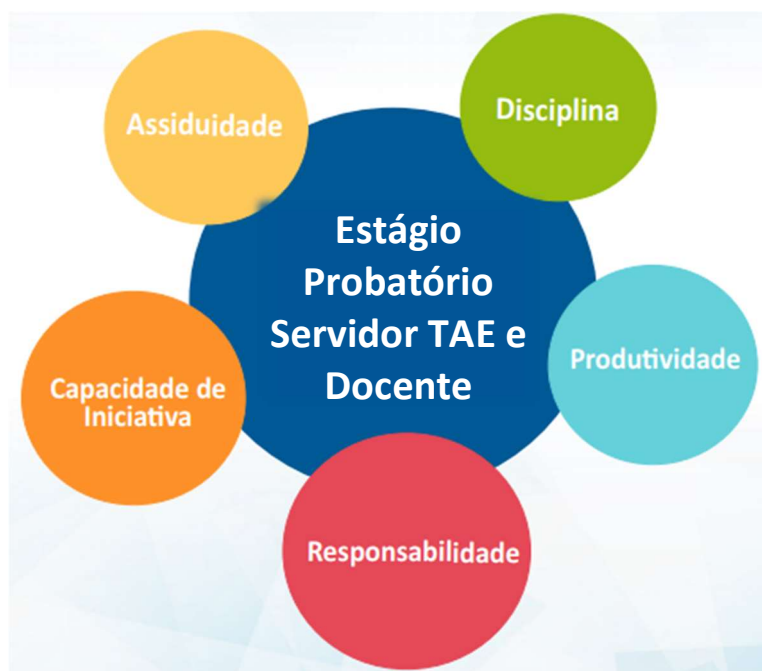 Assiduidade
Disciplina
Estágio
Probatório
Servidor TAE e
Docente
Produtividade
Capacidade de
Iniciativa
Responsabilidade